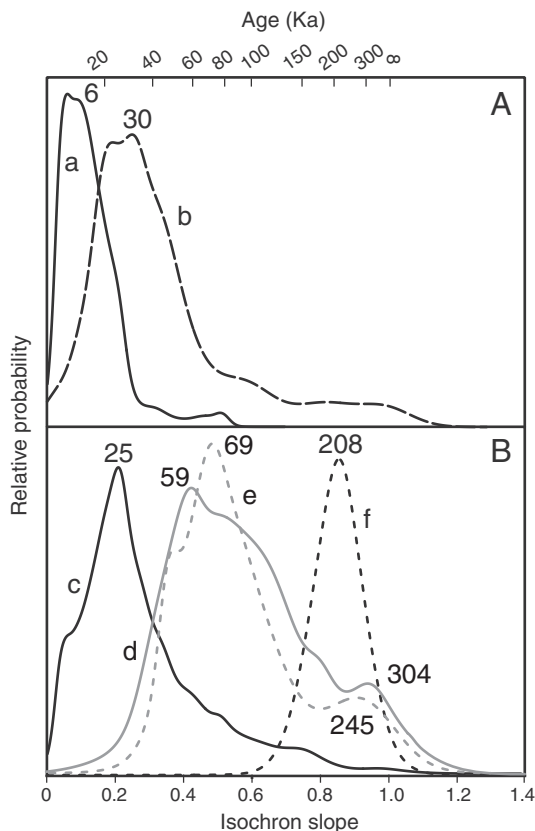 Age (Ka)
20 40 60 80 100 150 200 300 ∞
A
6
30
a
b
Relative probability
B
25
69
208
59
e
f
c
d
304
245
0 0.2 0.4 0.6 0.8 1.0 1.2 1.4
Isochron slope